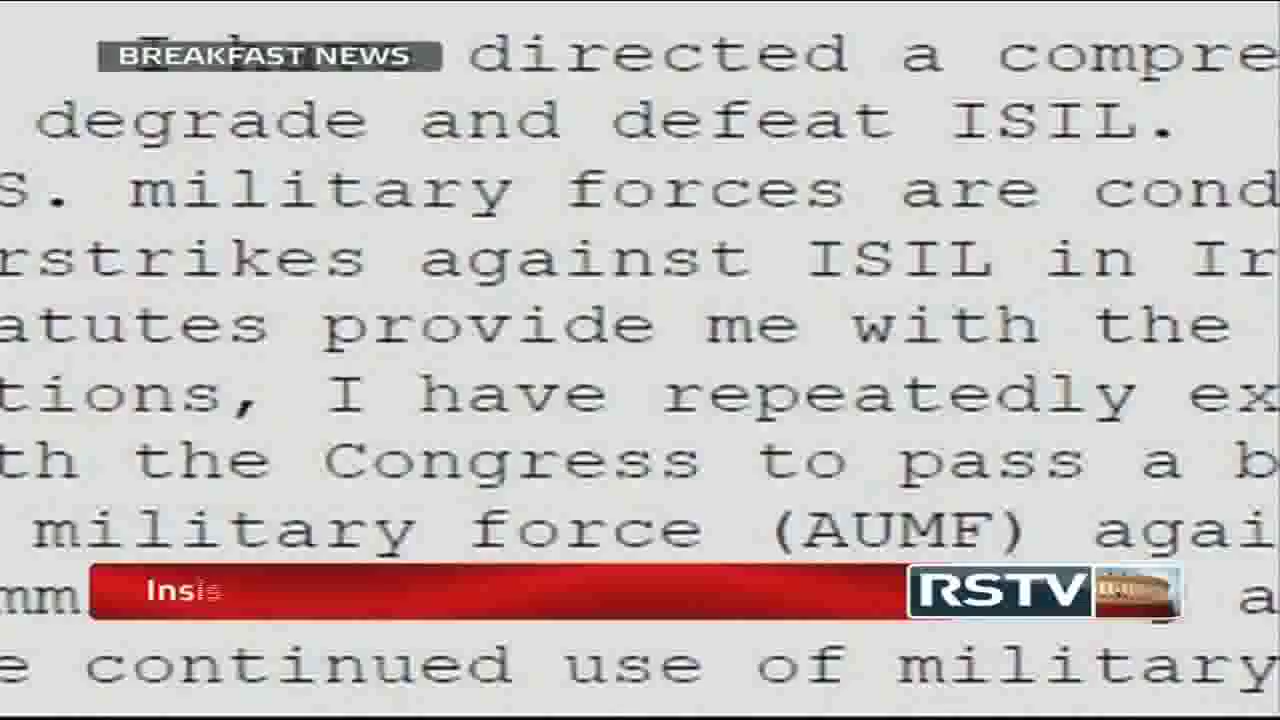 BREAKFAST NEWS
directed a compre
degrade and defeat ISIL.
S. military forces are cond
rstrikes against ISIL in Ir
atutes provide me with the
tions, I have repeatedly ex
th the Congress to pass a b
military force (AUMF) agai
mm
Insis
RSTV
a
e continued use of military